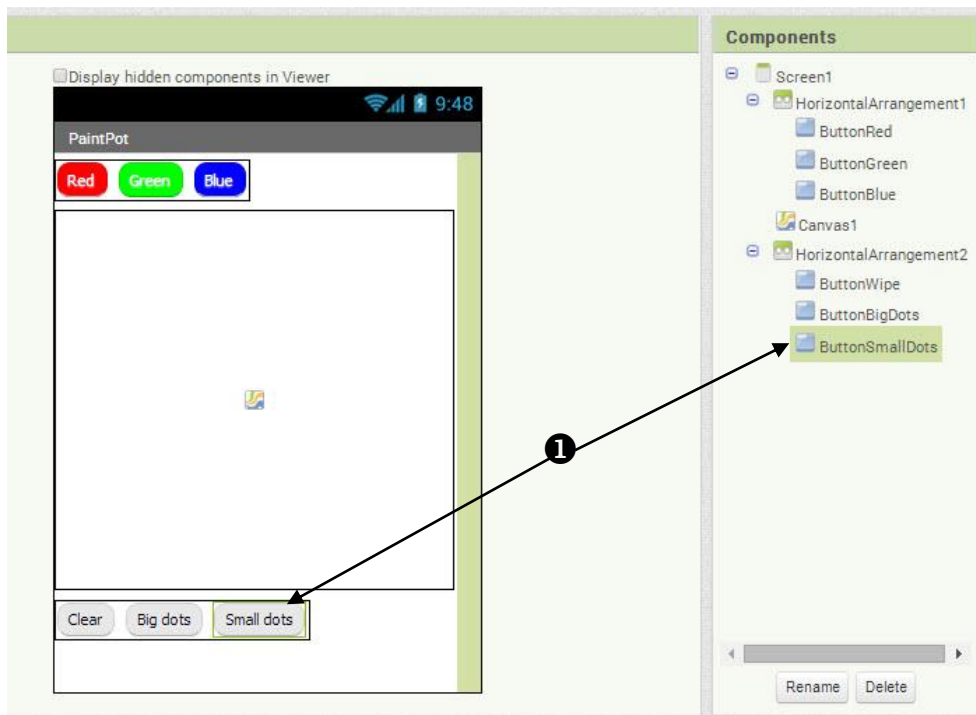 Components
Display hidden components in Viewer
9:48
PaintPot
Red Green Blue
Clear Big dots Small dots
Screen1
HorizontalArrangement1
ButtonRed
ButtonGreen
ButtonBlue
Canvas1
HorizontalArrangement2
ButtonWipe
ButtonBigDots
ButtonSmallDots
1
Rename Delete